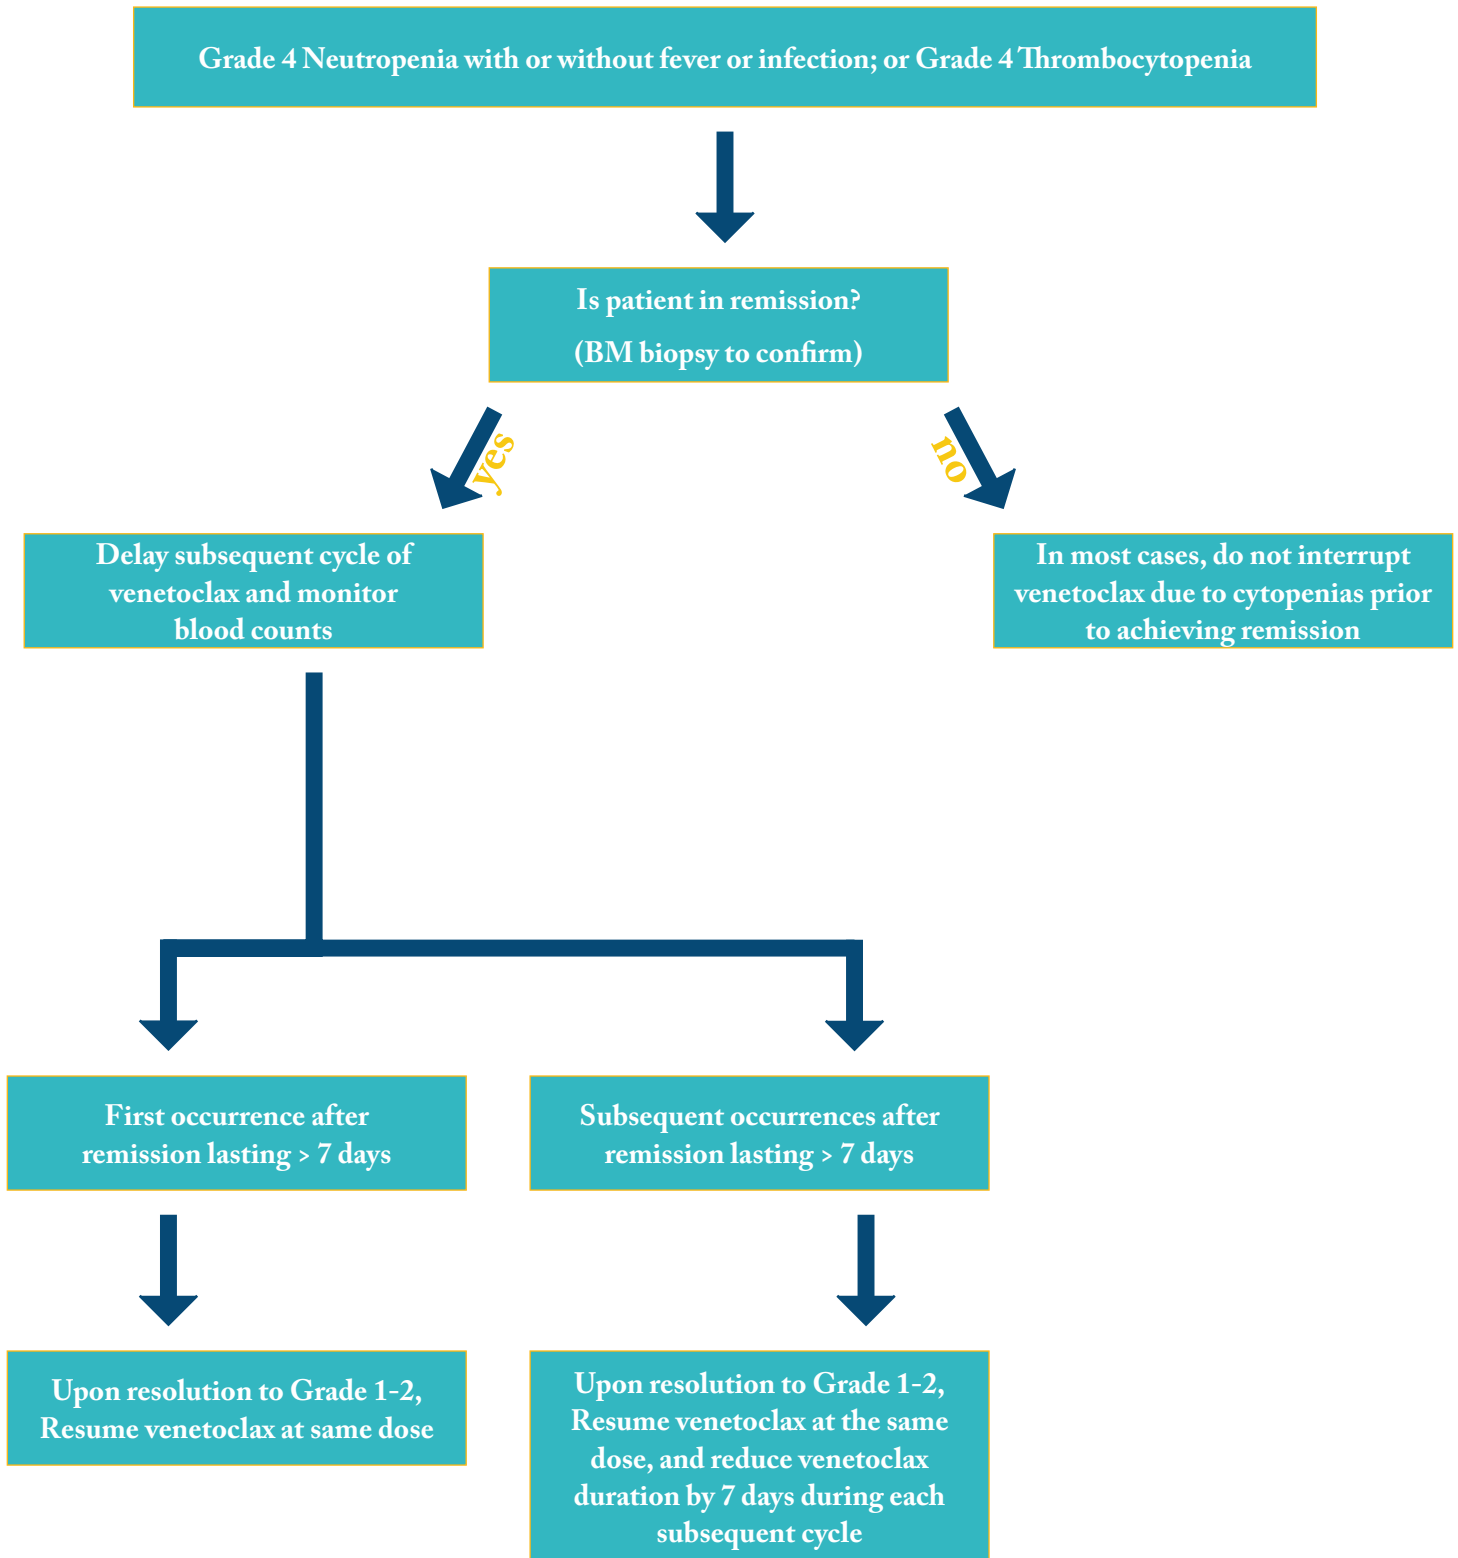 Grade 4 Neutropenia with or without fever or infection; or Grade 4 Thrombocytopenia
Is patient in remission?
(BM biopsy to confirm)
yes
no
Delay subsequent cycle of
venetoclax and monitor
blood counts
In most cases, do not interrupt
venetoclax due to cytopenias prior
to achieving remission
First occurrence after
remission lasting > 7 days
Subsequent occurrences after
remission lasting > 7 days
Upon resolution to Grade 1-2,
Resume venetoclax at same dose
Upon resolution to Grade 1-2,
Resume venetoclax at the same
dose, and reduce venetoclax
duration by 7 days during each
subsequent cycle